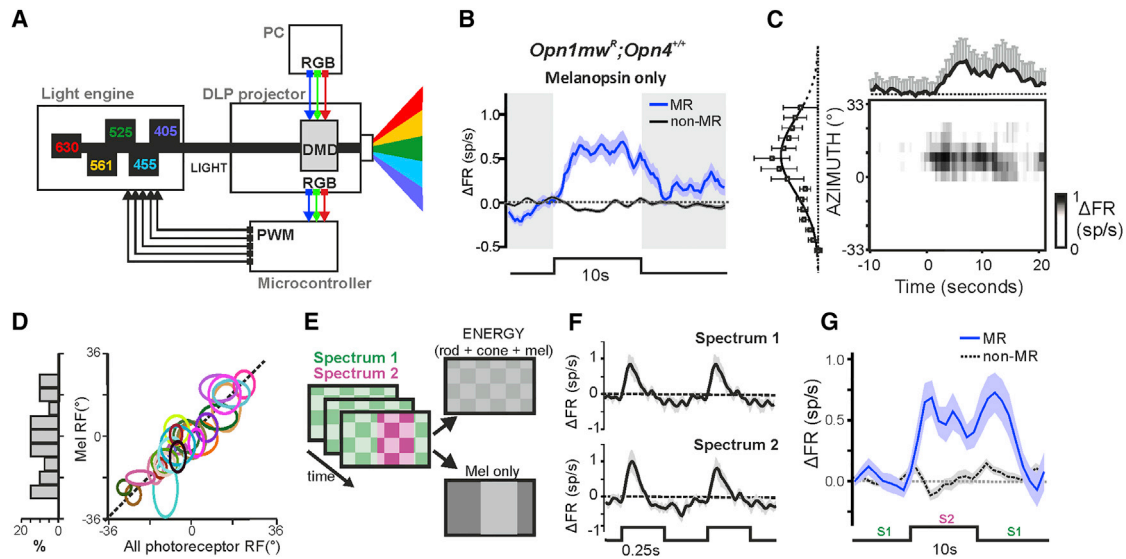 A
PC
RGB
Light engine
DLP projector
525
405
630
561
455
LIGHT
DMD
RGB
PWM
Microcontroller
B
Opn1mwR;Opn4+/+
Melanopsin only
MR
non-MR
ΔFR (sp/s)
1.0
0.5
0.0
-0.5
10s
C
AZIMUTH (°)
33
0
-33
-10
0
10
20
Time (seconds)
1
0
ΔFR
(sp/s)
D
Mel RF(°)
36
0
-36
20
0
%
-36
0
36
All photoreceptor RF(°)
E
Spectrum 1
Spectrum 2
time
ENERGY
(rod + cone + mel)
Mel only
F
Spectrum 1
ΔFR (sp/s)
1
0
-1
Spectrum 2
ΔFR (sp/s)
1
0
-1
0.25s
G
MR
non-MR
ΔFR (sp/s)
1.0
0.5
0.0
S1
S2
S1
10s